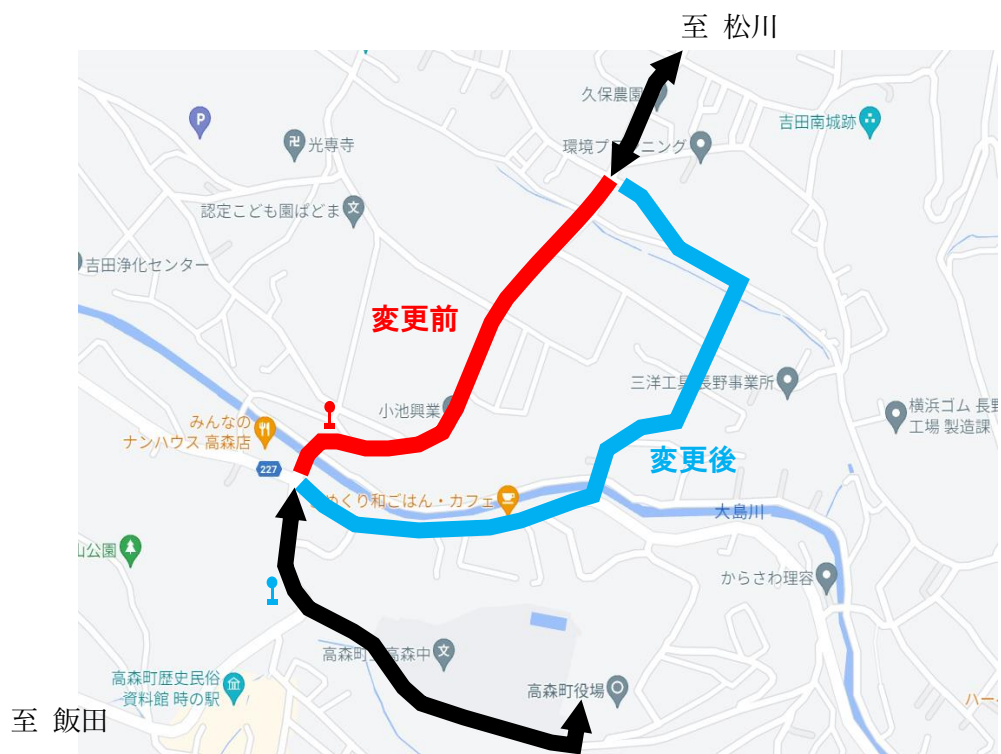 至 松川
久保農園
吉田南城跡
P
環境プ
ニング
光専寺
認定こども園ぱどま
文
吉田浄化センター
変更前
三洋工具
長野事業所
小池興業
横浜ゴム 長野
工場 製造課
みんなの
ナンハウス 高森店
変更後
227
めくり和ごはん・カフェ
大島川
山公園
からさわ理容
高森町
高森中
文
高森町歴史民俗
資料館 時の駅
高森町役場
至 飯田